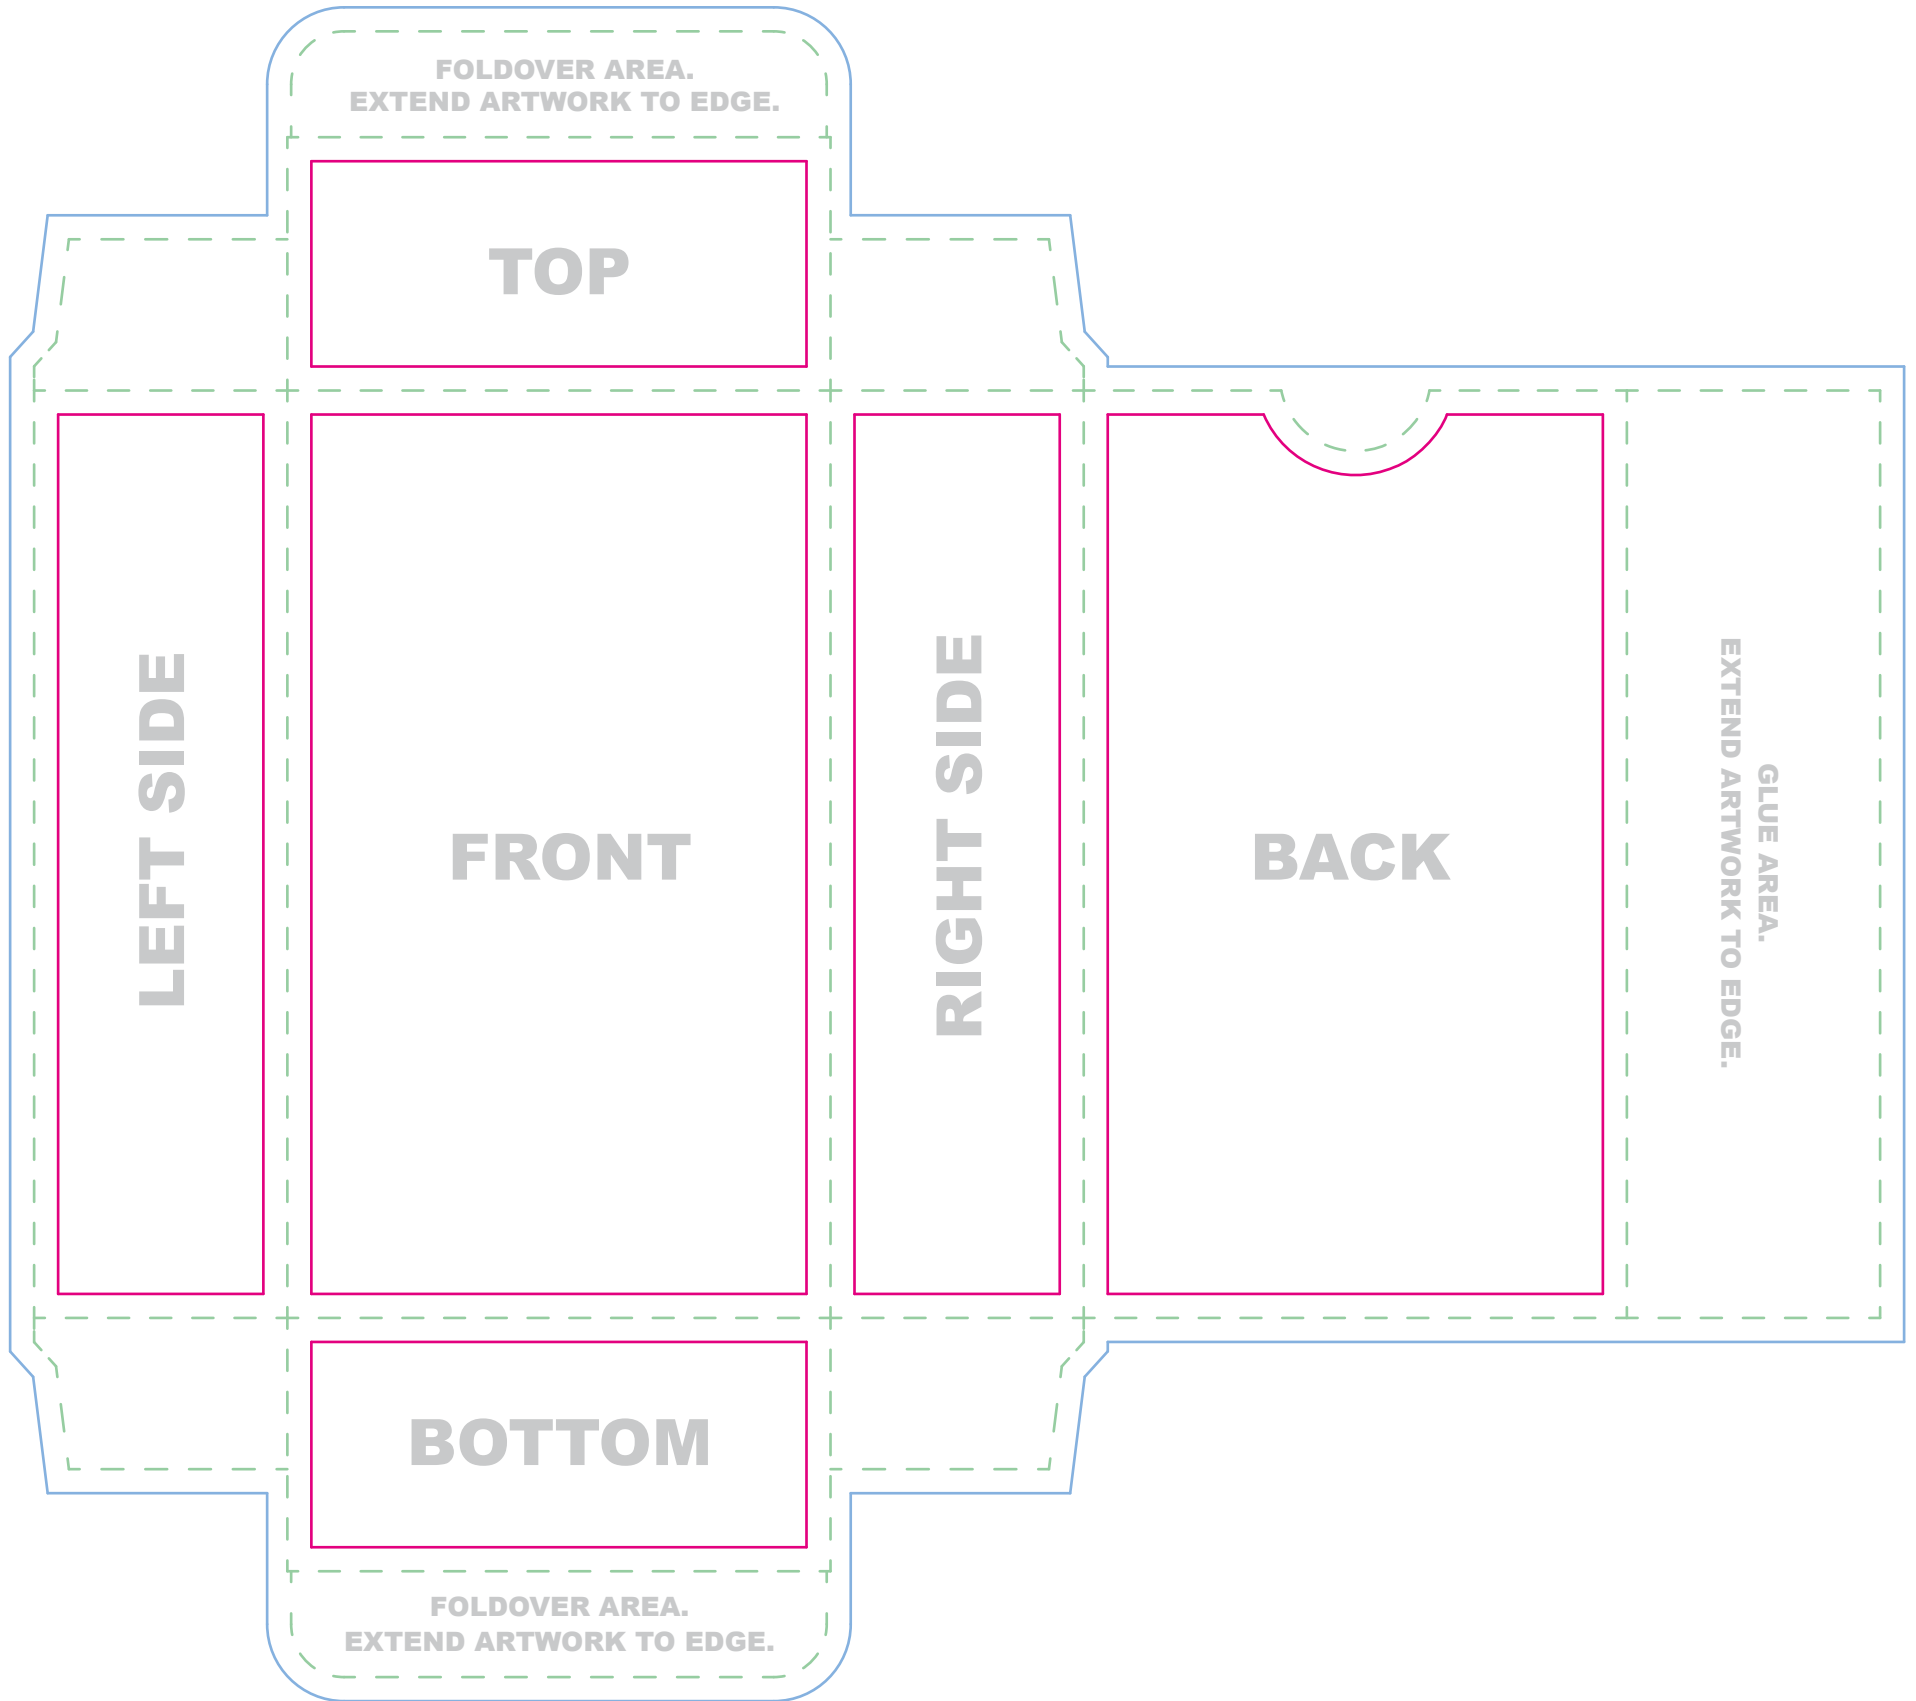 FOLDOVER AREA.
EXTEND ARTWORK TO EDGE.
TOP
LEFT SIDE
FRONT
RIGHT SIDE
BACK
GLUE AREA.
EXTEND ARTWORK TO EDGE.
BOTTOM
FOLDOVER AREA.
EXTEND ARTWORK TO EDGE.